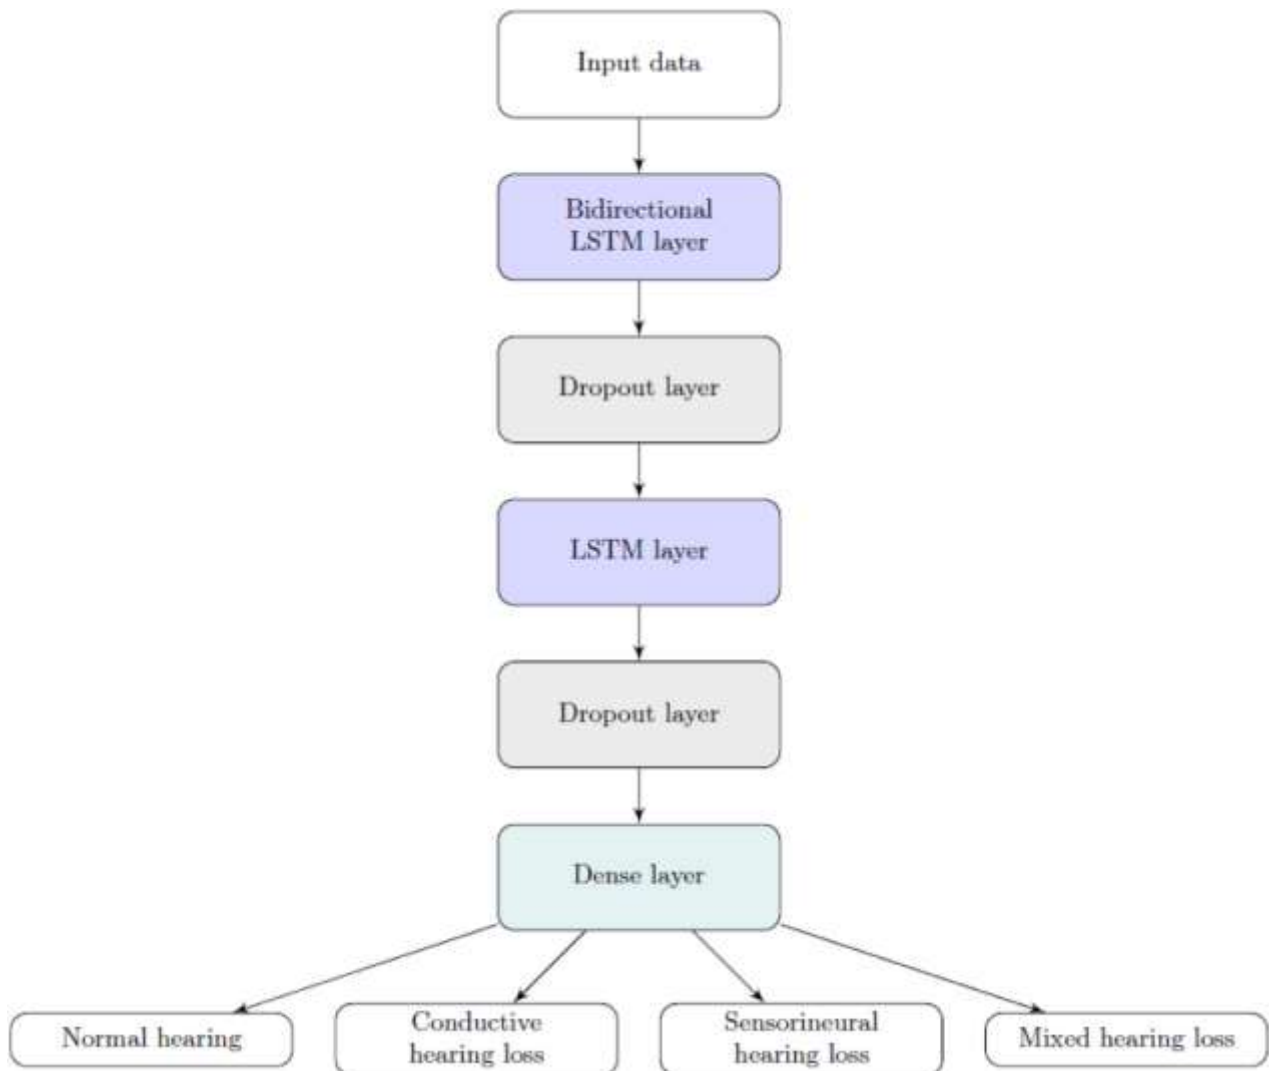 Input data
Bidirectional
LSTM layer
Dropout layer
LSTM layer
Dropout layer
Dense layer
Normal hearing
Conductive
hearing loss
Sensorineural
hearing loss
Mixed hearing loss